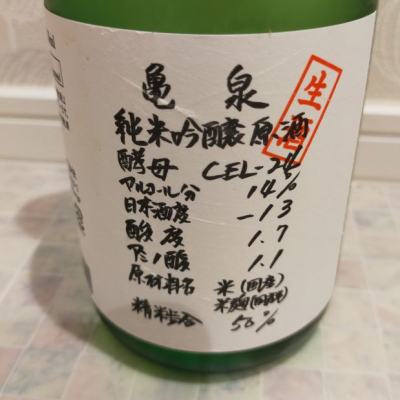 亀泉
生酒
純米吟醸原酒
酵母 CEL-24
アルコール分 14%
日本酒度 -13
酸度 1.7
アミノ酸 1.1
原材料名 米(国産)
米麹(国産米)
精米歩合 50%